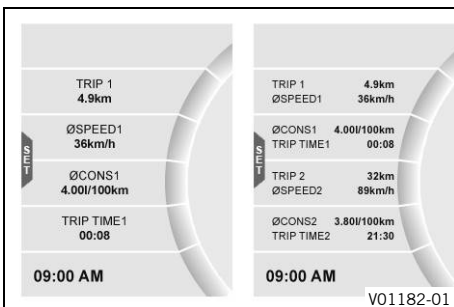 TRIP 1
4.9km
ØSPEED1
36km/h
SET
ØCONS1
4.00l/100km
TRIP TIME1
00:08
09:00 AM
TRIP 1 4.9km
ØSPEED1 36km/h
ØCONS1 4.00l/100km
TRIP TIME1 00:08
SET
TRIP 2 32km
ØSPEED2 89km/h
ØCONS2 3.80l/100km
TRIP TIME2 21:30
09:00 AM
V01182-01